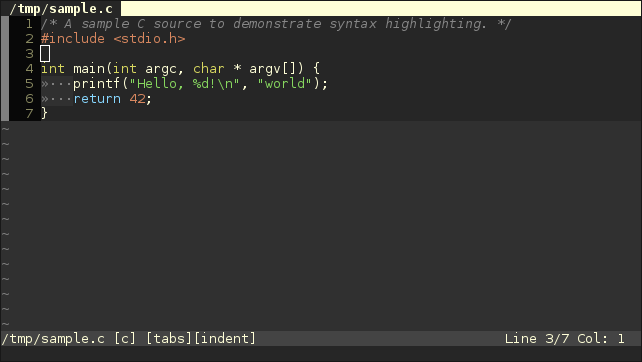 /tmp/sample.c
1 /* A sample C source to demonstrate syntax highlighting. */
2 #include <stdio.h>
3
4 int main(int argc, char * argv[]) {
5 »···printf("Hello, %d!\n", "world");
6 »···return 42;
7 }
~
~
~
~
~
~
~
~
~
~
~
~
~
~
/tmp/sample.c [c] [tabs][indent] Line 3/7 Col: 1